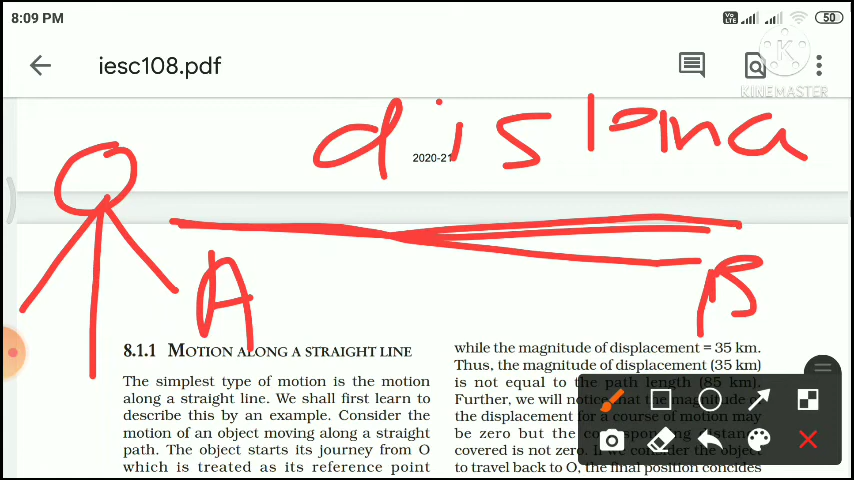 8:09 PM
Vo LTE
50
iesc108.pdf
K
KINEMASTER
2020-21
A
B
8.1.1 MOTION ALONG A STRAIGHT LINE
The simplest type of motion is the motion
along a straight line. We shall first learn to
describe this by an example. Consider the
motion of an object moving along a straight
path. The object starts its journey from O
which is treated as its reference point
while the magnitude of displacement = 35 km.
Thus, the magnitude of displacement (35 km)
is not equal to the path length (85 km).
Further, we will notice that the magnitude of
the displacement for a course of motion may
be zero but the corresponding distance
covered is not zero. If we consider the object
to travel back to O, the final position concides